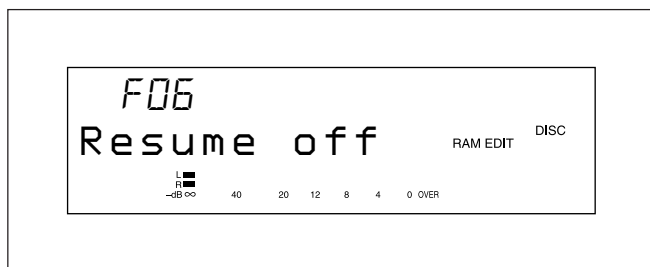 F06
Resume off
RAM EDIT DISC
L
R
–dB ∞ 40 20 12 8 4 0 OVER